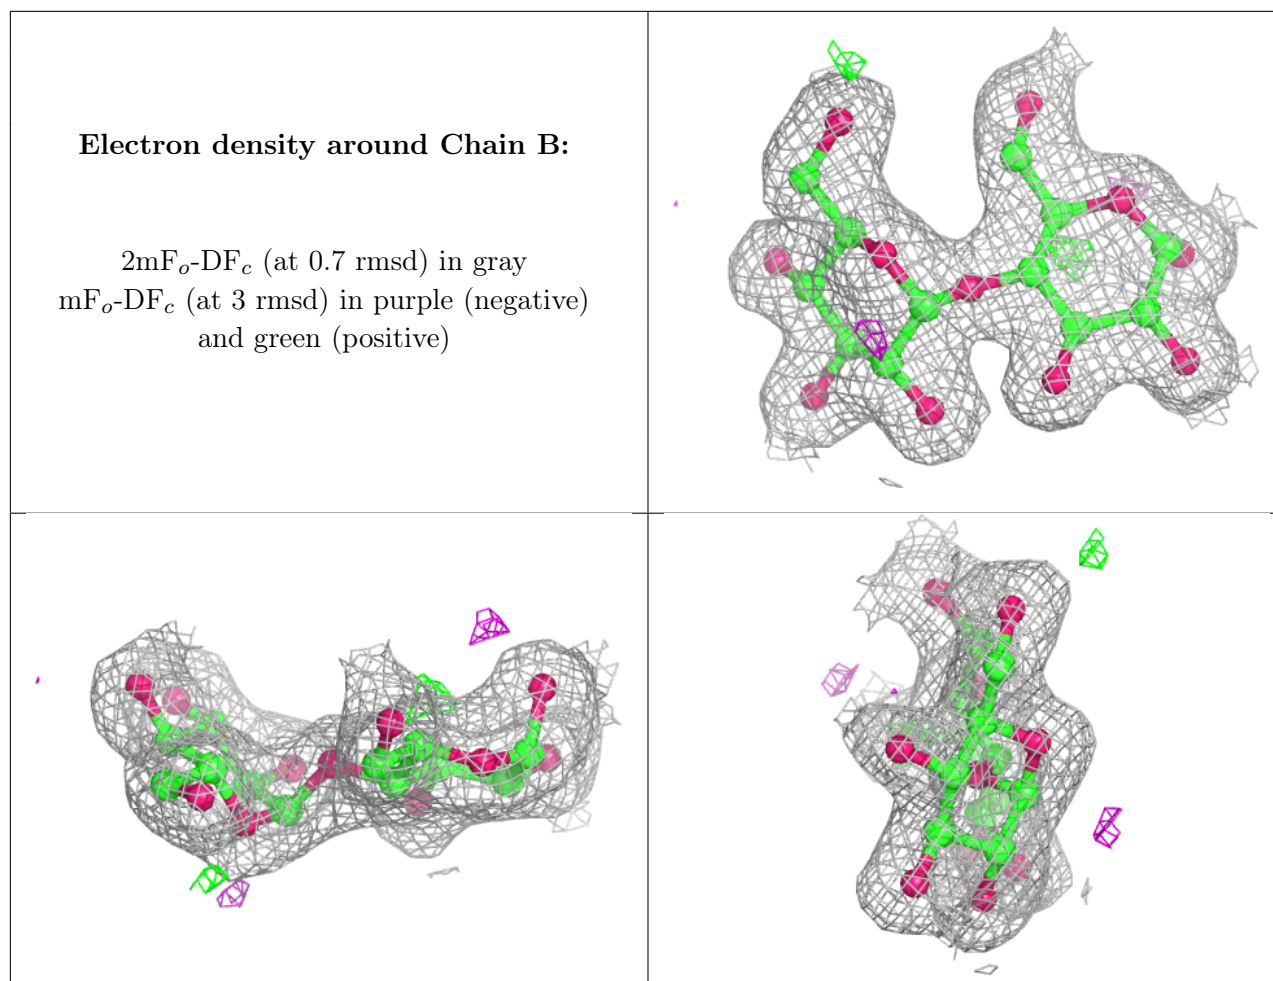 Electron density around Chain B:
2mFo-DFc (at 0.7 rmsd) in gray
mFo-DFc (at 3 rmsd) in purple (negative)
and green (positive)